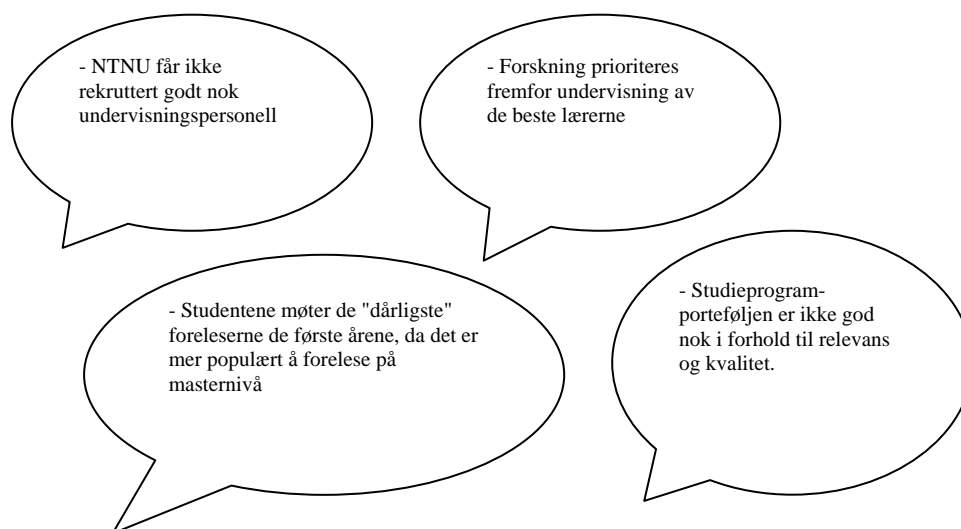 - NTNU får ikke
rekruttert godt nok
undervisningspersonell
- Forskning prioriteres
fremfor undervisning av
de beste lærerne
- Studentene møter de "dårligste"
foreleserne de første årene, da det er
mer populært å forelese på
masternivå
- Studieprogram-
porteføljen er ikke god
nok i forhold til relevans
og kvalitet.